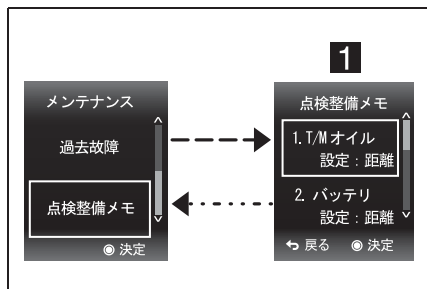 1
メンテナンス
過去故障
点検整備メモ
◉ 決定
点検整備メモ
1.T/Mオイル
設定：距離
2. バッテリ
設定：距離
戻る ◉ 決定